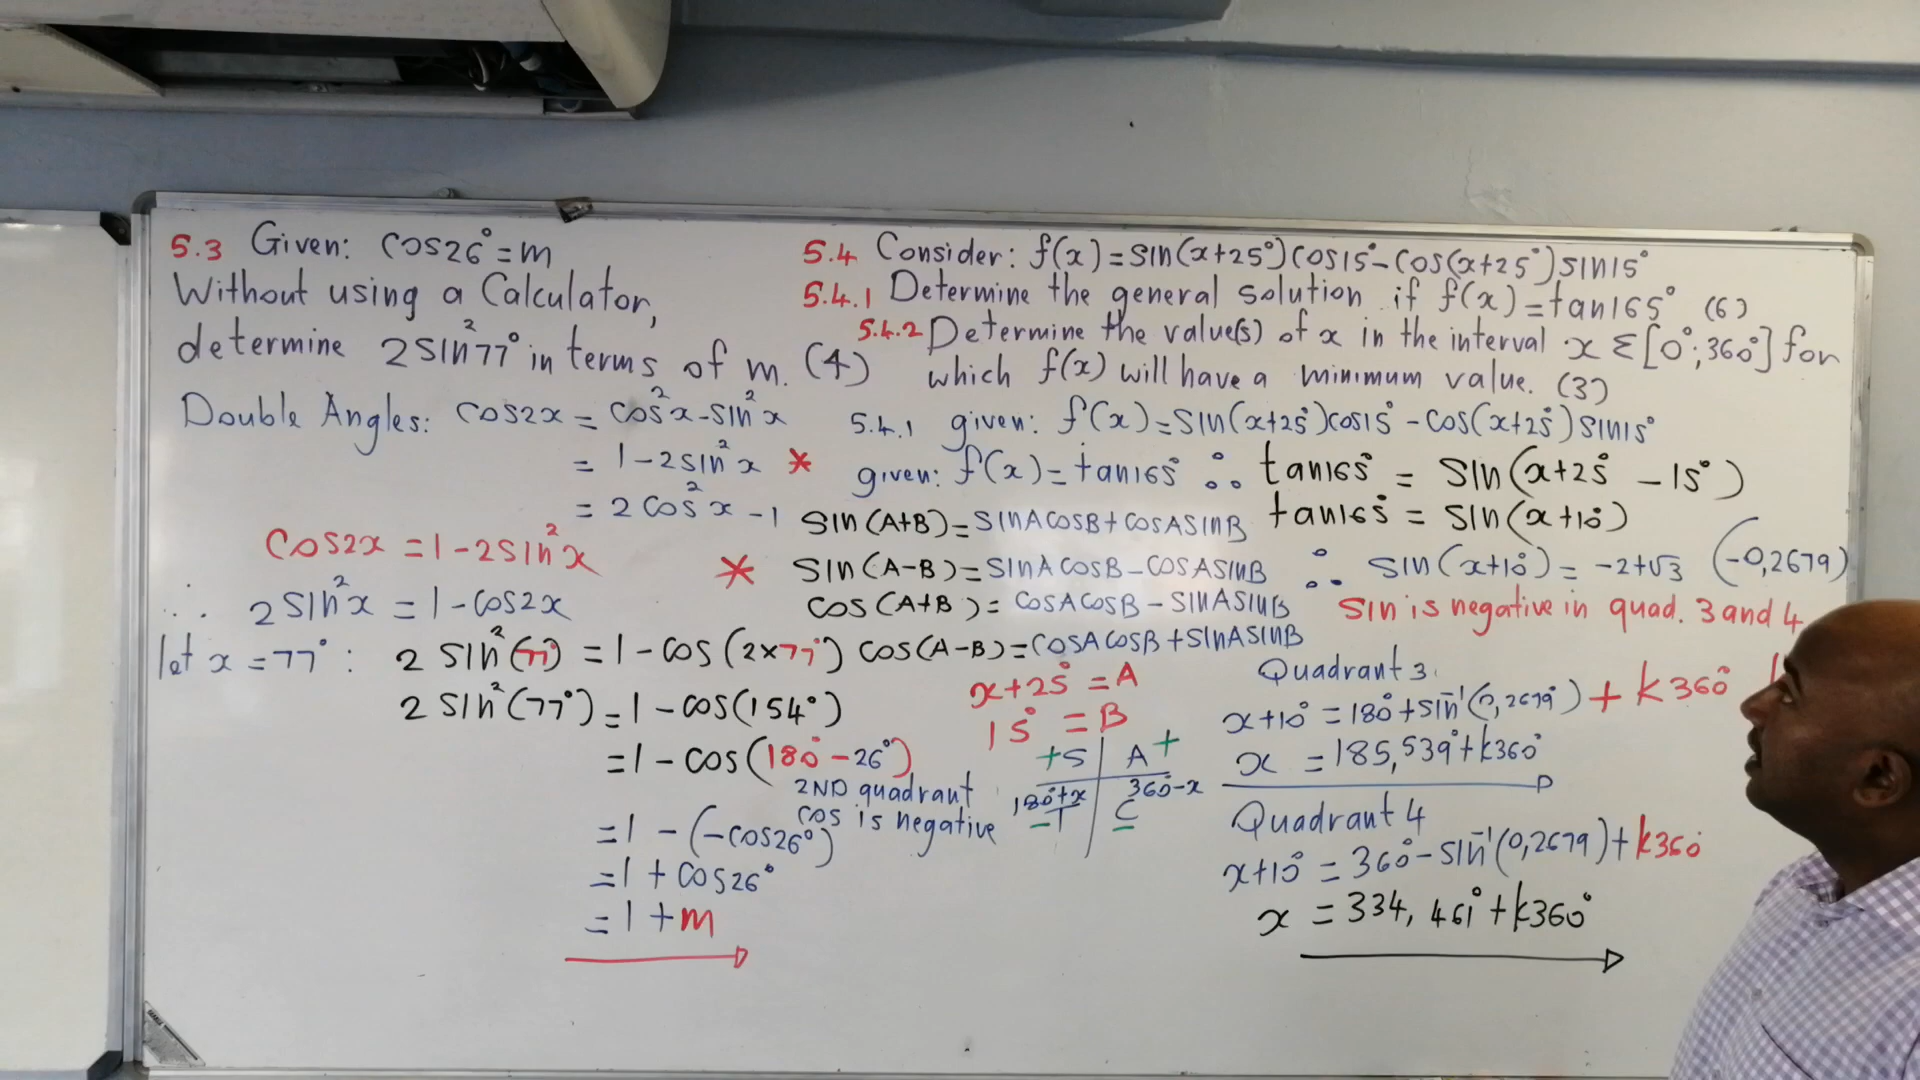 5.3 Given: cos26° = m
Without using a Calculator,
determine 2sin²77° in terms of m. (4)
Double Angles: cos2x = cos²x - sin²x
= 1 - 2sin²x *
= 2cos²x - 1
cos2x = 1 - 2sin²x
∴ 2sin²x = 1 - cos2x
let x = 77° : 2sin²(77°) = 1 - cos(2×77°)
2sin²(77°) = 1 - cos(154°)
= 1 - cos(180° - 26°)
2ND quadrant
cos is negative
= 1 - (-cos26°)
= 1 + cos26°
= 1 + m
5.4 Consider: f(x) = sin(x+25°)cos15° - cos(x+25°)sin15°
5.4.1 Determine the general solution if f(x) = tan165° (6)
5.4.2 Determine the value(s) of x in the interval x ∈ [0°; 360°] for
which f(x) will have a minimum value. (3)
5.4.1 given: f(x) = sin(x+25°)cos15° - cos(x+25°)sin15°
given: f(x) = tan165° ∴ tan165° = sin(x+25° - 15°)
tan165° = sin(x+10°)
sin(A+B) = sinAcosB + cosAsinB
* sin(A-B) = sinAcosB - cosAsinB
cos(A+B) = cosAcosB - sinAsinB
cos(A-B) = cosAcosB + sinAsinB
x+25° = A
15° = B
+S | A+
180°+x | 360°-x
-T | C-
∴ sin(x+10°) = -2+√3 (-0,2679)
sin is negative in quad. 3 and 4
Quadrant 3.
x+10° = 180° + sin⁻¹(0,2679°) + k360°
x = 185,539° + k360°
Quadrant 4
x+10° = 360° - sin⁻¹(0,2679) + k360°
x = 334,461° + k360°